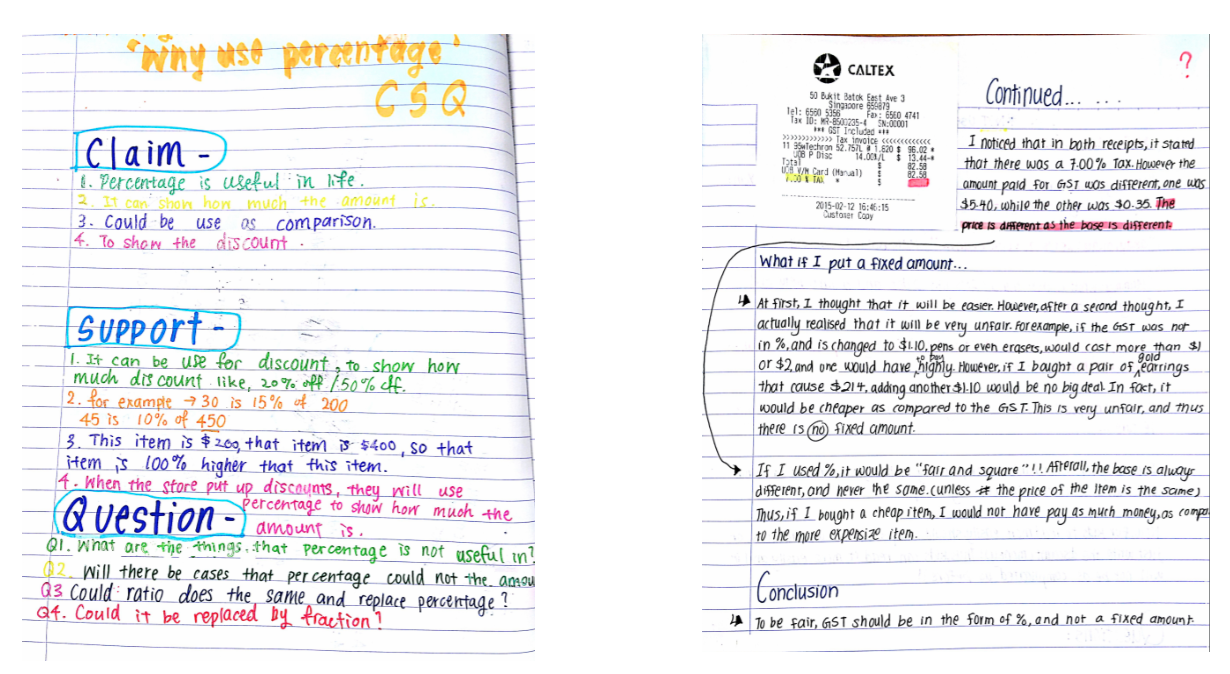 "Why use percentage"
CSQ
Claim -
1. Percentage is useful in life.
2. It can show how much the amount is.
3. Could be use as comparison.
4. To show the discount.
Support -
1. It can be use for discount, to show how
much discount like, 20% off / 50% off.
2. for example → 30 is 15% of 200
45 is 10% of 450
3. This item is $200, that item is $400, so that
item is 100% higher that this item.
4. When the store put up discounts, they will use
percentage to show how much the
amount is.
Question -
Q1. What are the things, that percentage is not useful in?
Q2. Will there be cases that percentage could not the
Q3 Could ratio does the same and replace percentage?
Q4. Could it be replaced by fraction?
CALTEX
50 Bukit Batok East Ave 3
Singapore 659879
Tel: 6560 5356 Fax: 6560 4741
Tax ID: MR-8500235-4 SN:00001
*** GST Included ***
>>>>>>>>>>>> Tax invoice <<<<<<<<<<<<
11 95wTechron 52.757L @ 1.820 $ 96.02 *
UOB P Disc 14.00%/L $ 13.44-*
Total $ 82.58
UOB V/M Card (Manual) $ 82.58
7.00 % TAX * $
2015-02-12 16:46:15
Customer Copy
?
Continued... ...
I noticed that in both receipts, it stated
that there was a 7.00% Tax. However the
amount paid for GST was different, one was
$5.40, while the other was $0.35. The
price is different as the base is different.
What if I put a fixed amount...
↳ At first, I thought that it will be easier. However, after a second thought, I
actually realised that it will be very unfair. For example, if the GST was not
in %, and is changed to $1.10, pens or even erasers, would cost more than $1
or $2, and one would have to pay highly. However, if I bought a pair of gold earrings
that cause $214, adding another $1.10 would be no big deal. In fact, it
would be cheaper as compared to the GST. This is very unfair, and thus
there is no fixed amount.
If I used %, it would be "fair and square"!! Afterall, the base is always
different, and never the same. (unless the price of the item is the same)
Thus, if I bought a cheap item, I would not have pay as much money, as
to the more expensize item.
Conclusion
↳ To be fair, GST should be in the form of %, and not a fixed amount.